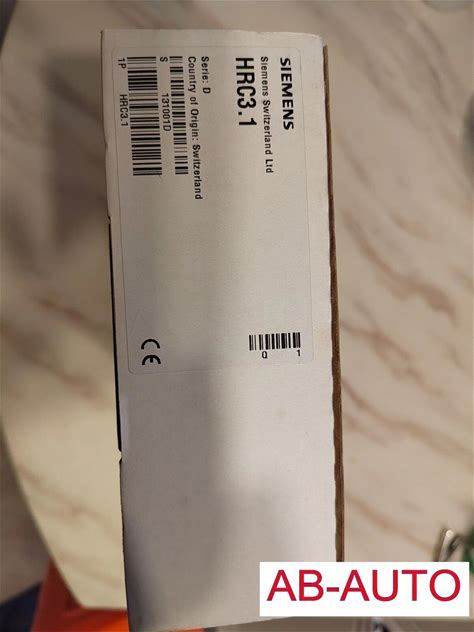 SIEMENS
Siemens Switzerland Ltd
HRC3.1
Serie: D
Country of Origin: Switzerland
S 131001D
1P HRC3.1
Q 1
CE
AB-AUTO